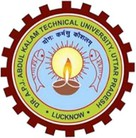 DR. A.P.J. ABDUL KALAM TECHNICAL UNIVERSITY, UTTAR PRADESH
योगः कर्मसु कौशलम्
LUCKNOW